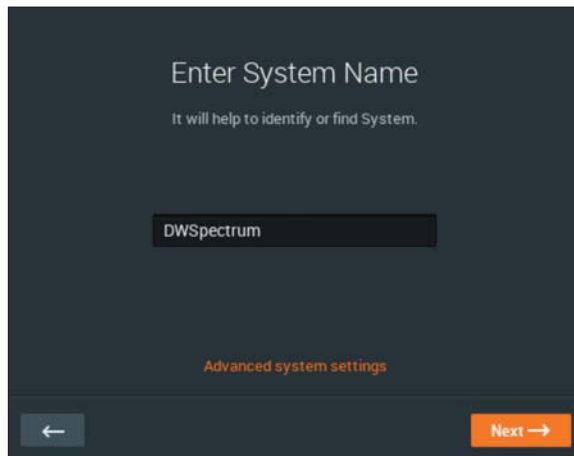 Enter System Name
It will help to identify or find System.
DWSpectrum
Advanced system settings
Next